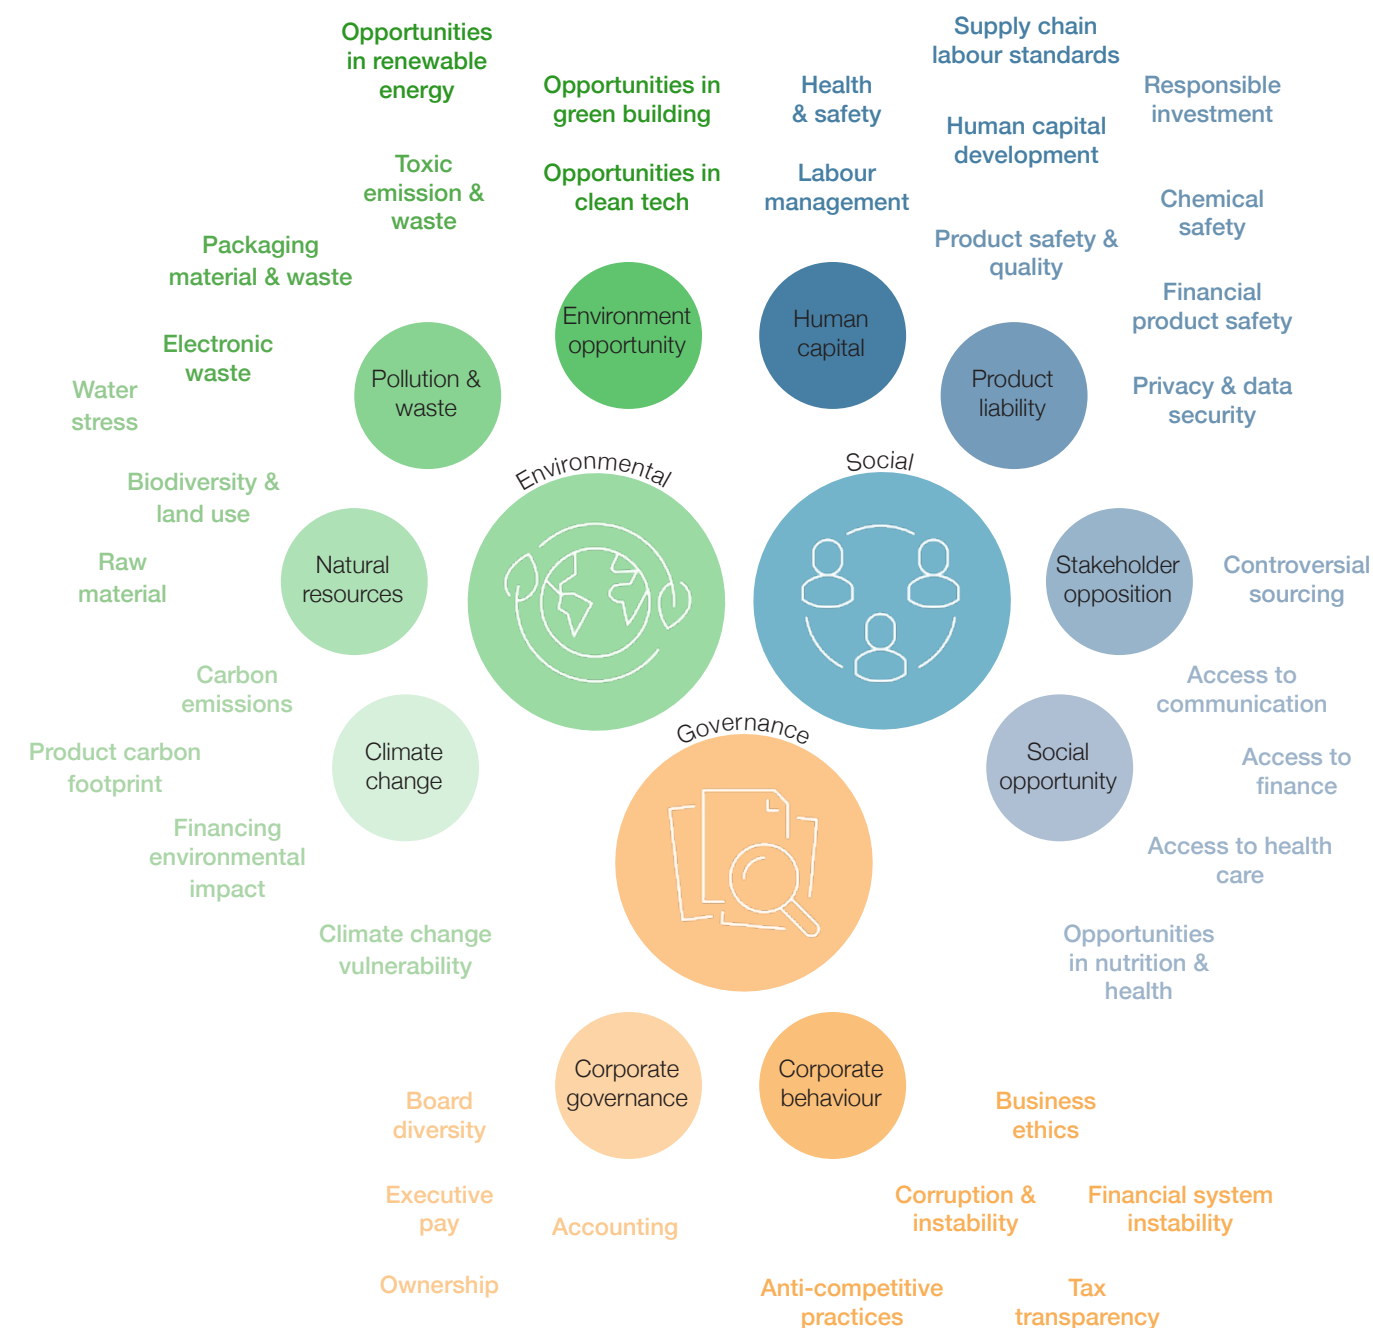 Opportunities
in renewable
energy
Opportunities in
green building
Health
& safety
Supply chain
labour standards
Responsible
investment
Human capital
development
Toxic
emission &
waste
Opportunities in
clean tech
Labour
management
Chemical
safety
Packaging
material & waste
Product safety &
quality
Financial
product safety
Environment
opportunity
Human
capital
Electronic
waste
Pollution &
waste
Product
liability
Privacy & data
security
Water
stress
Environmental
Social
Biodiversity &
land use
Raw
material
Natural
resources
Stakeholder
opposition
Controversial
sourcing
Carbon
emissions
Access to
communication
Governance
Product carbon
footprint
Climate
change
Social
opportunity
Access to
finance
Financing
environmental
impact
Access to health
care
Climate change
vulnerability
Opportunities
in nutrition &
health
Corporate
governance
Corporate
behaviour
Board
diversity
Business
ethics
Executive
pay
Accounting
Corruption &
instability
Financial system
instability
Ownership
Anti-competitive
practices
Tax
transparency